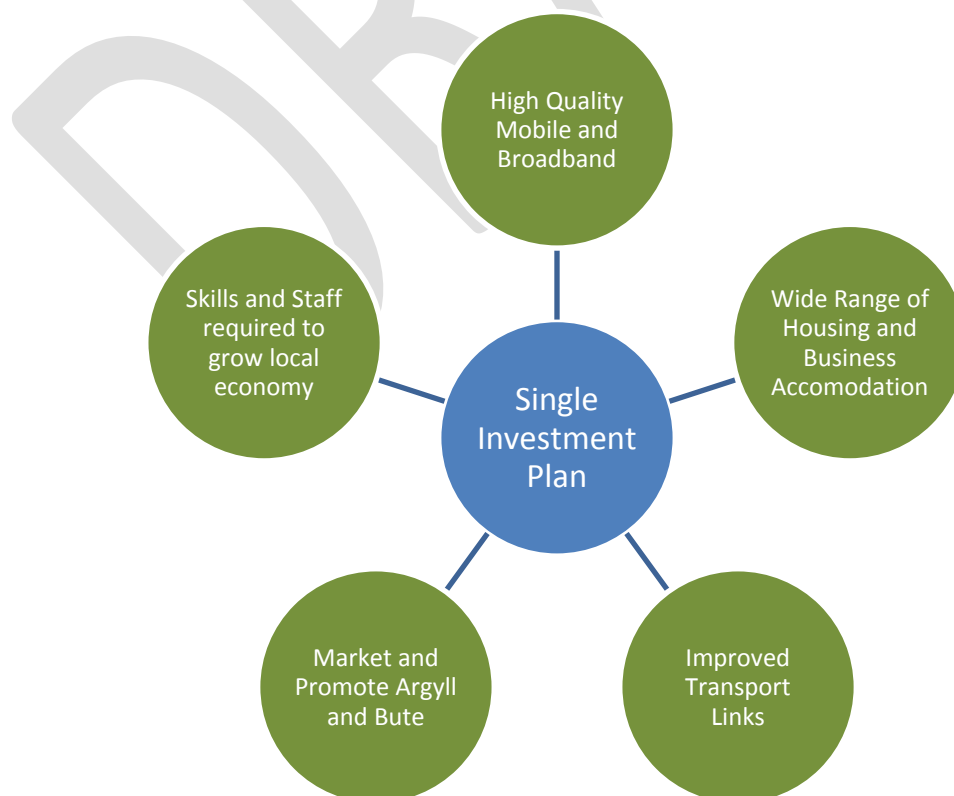 High Quality
Mobile and
Broadband
Skills and Staff
required to
grow local
economy
Wide Range of
Housing and
Business
Accomodation
Single
Investment
Plan
Market and
Promote Argyll
and Bute
Improved
Transport
Links